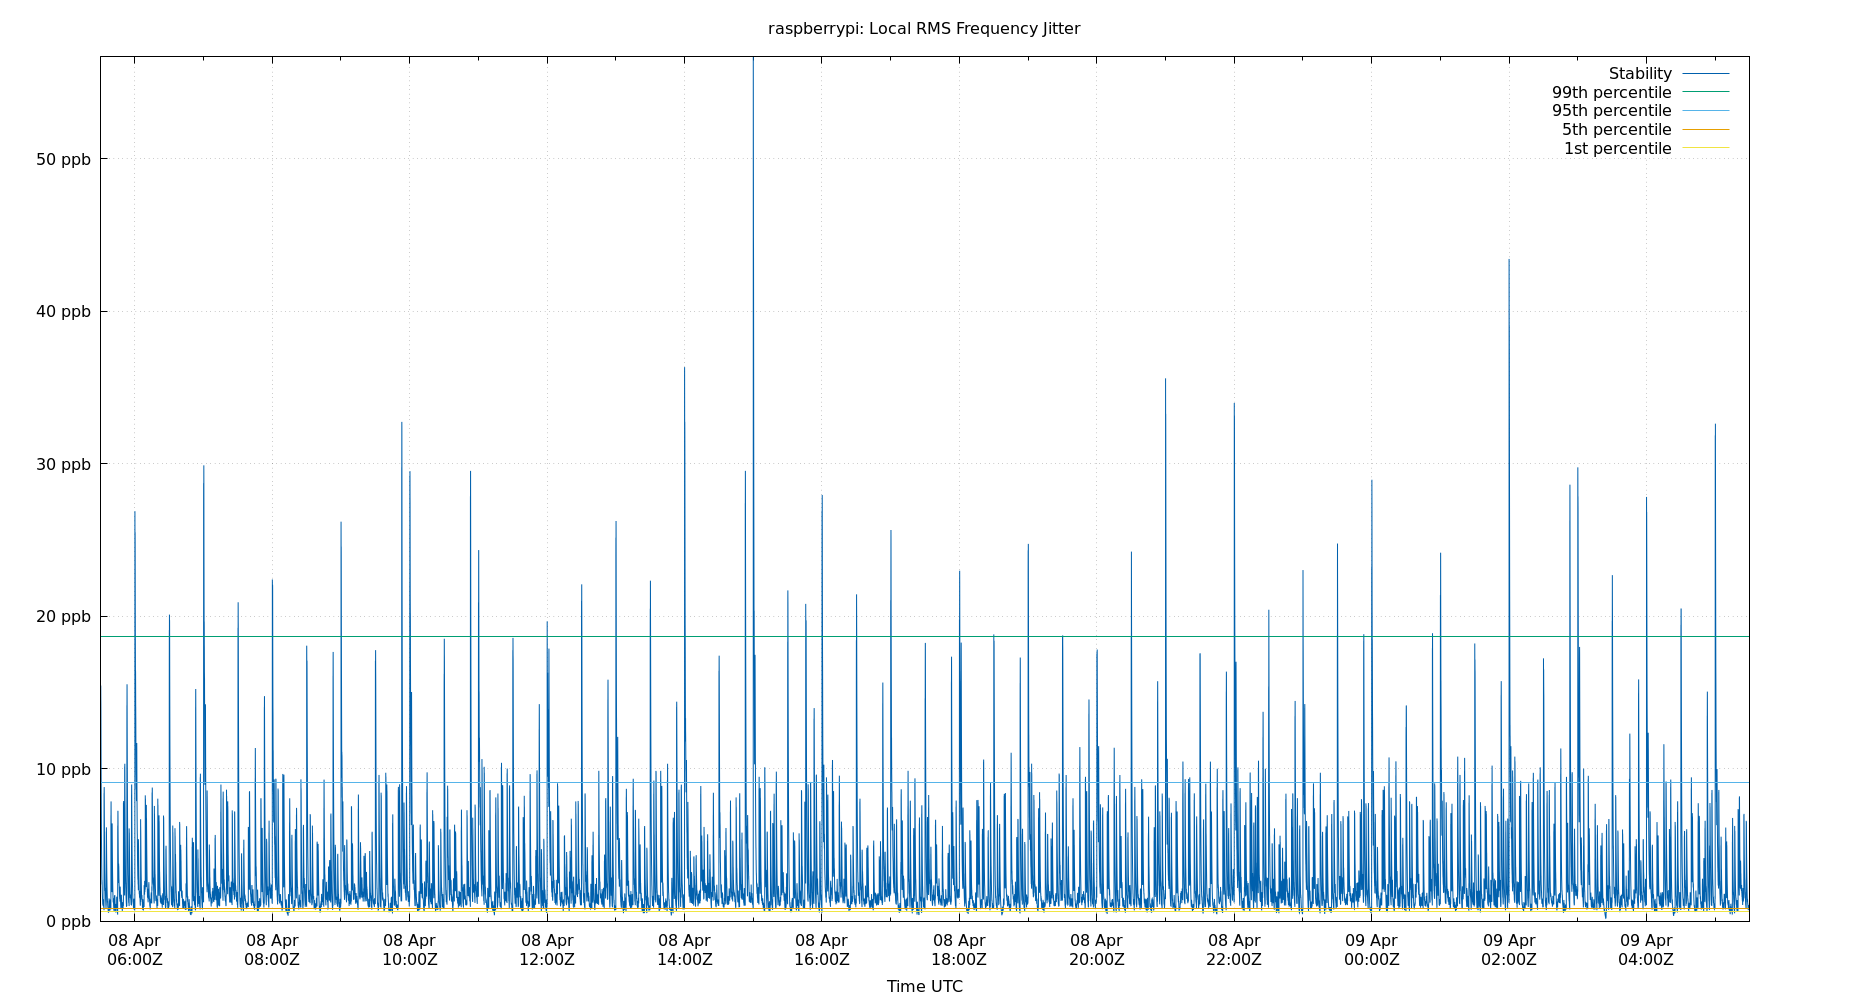 raspberrypi: Local RMS Frequency Jitter
Stability
99th percentile
95th percentile
5th percentile
1st percentile
50 ppb
40 ppb
30 ppb
20 ppb
10 ppb
0 ppb
08 Apr 08 Apr 08 Apr 08 Apr 08 Apr 08 Apr 08 Apr 08 Apr 08 Apr 09 Apr 09 Apr 09 Apr
06:00Z 08:00Z 10:00Z 12:00Z 14:00Z 16:00Z 18:00Z 20:00Z 22:00Z 00:00Z 02:00Z 04:00Z
Time UTC